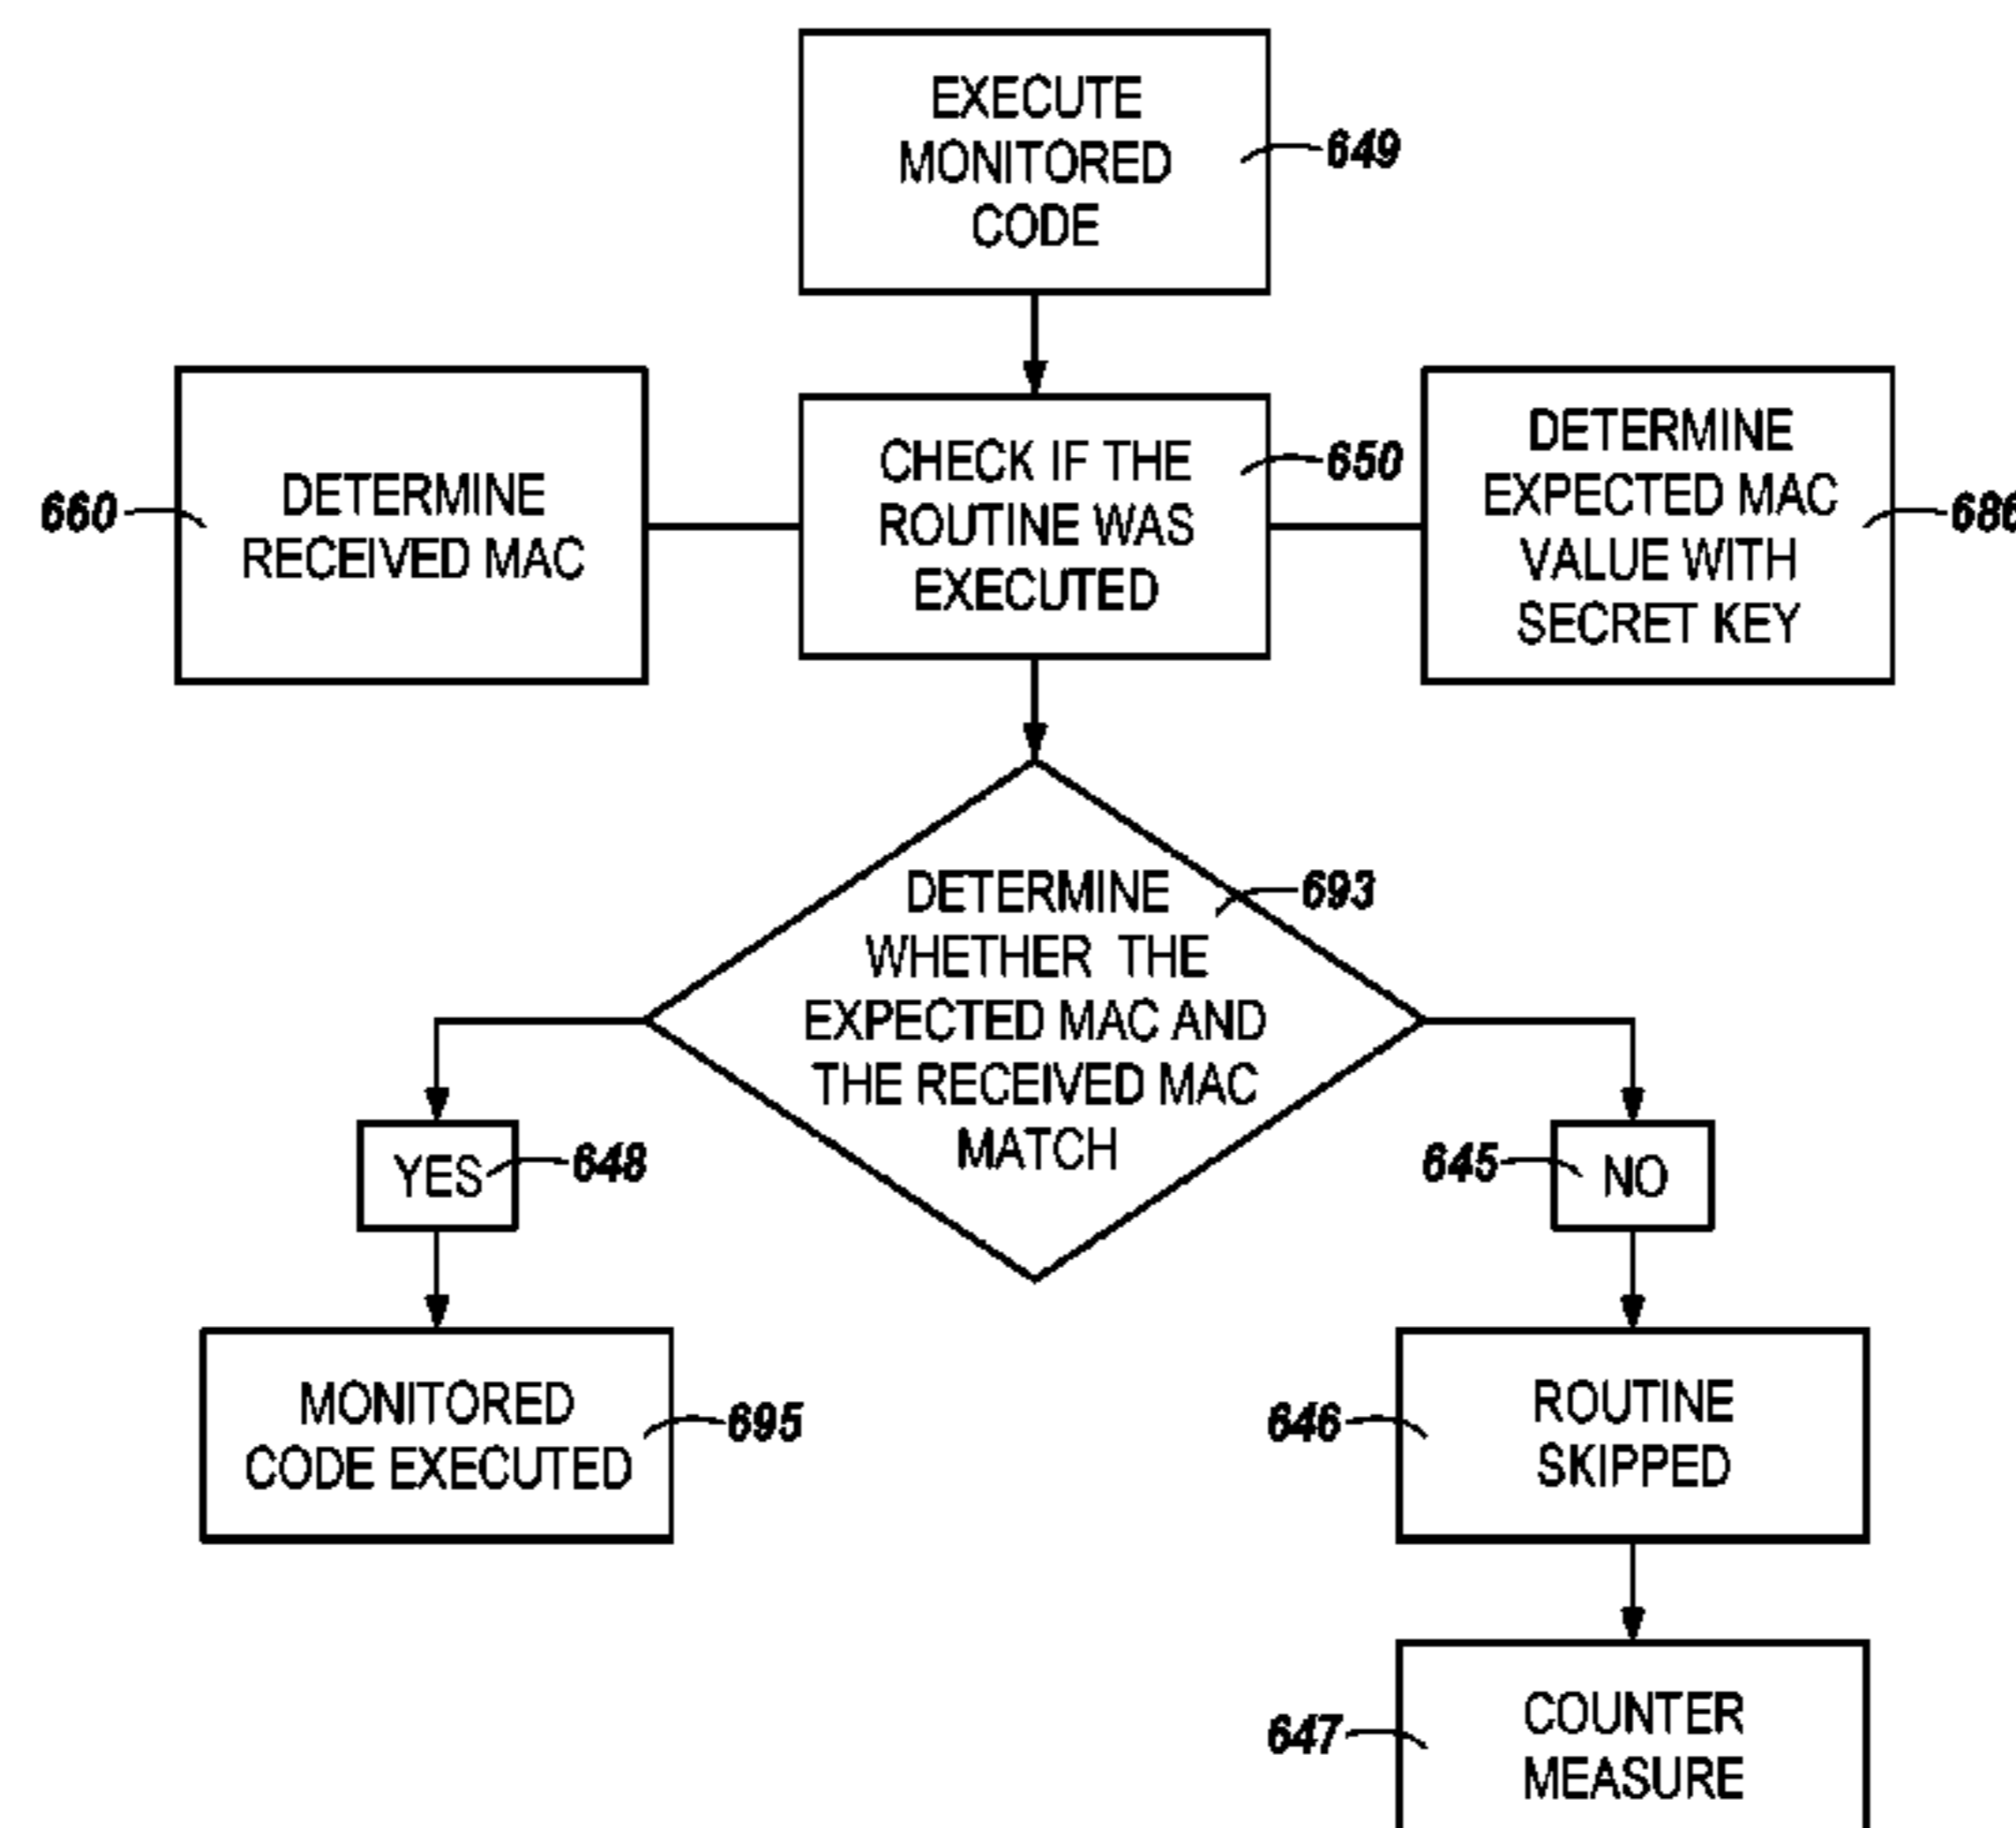 EXECUTE
MONITORED
CODE
649
660
DETERMINE
RECEIVED MAC
CHECK IF THE
ROUTINE WAS
EXECUTED
650
DETERMINE
EXPECTED MAC
VALUE WITH
SECRET KEY
DETERMINE
WHETHER THE
EXPECTED MAC AND
THE RECEIVED MAC
MATCH
693
YES
648
645
NO
MONITORED
CODE EXECUTED
695
646
ROUTINE
SKIPPED
647
COUNTER
MEASURE